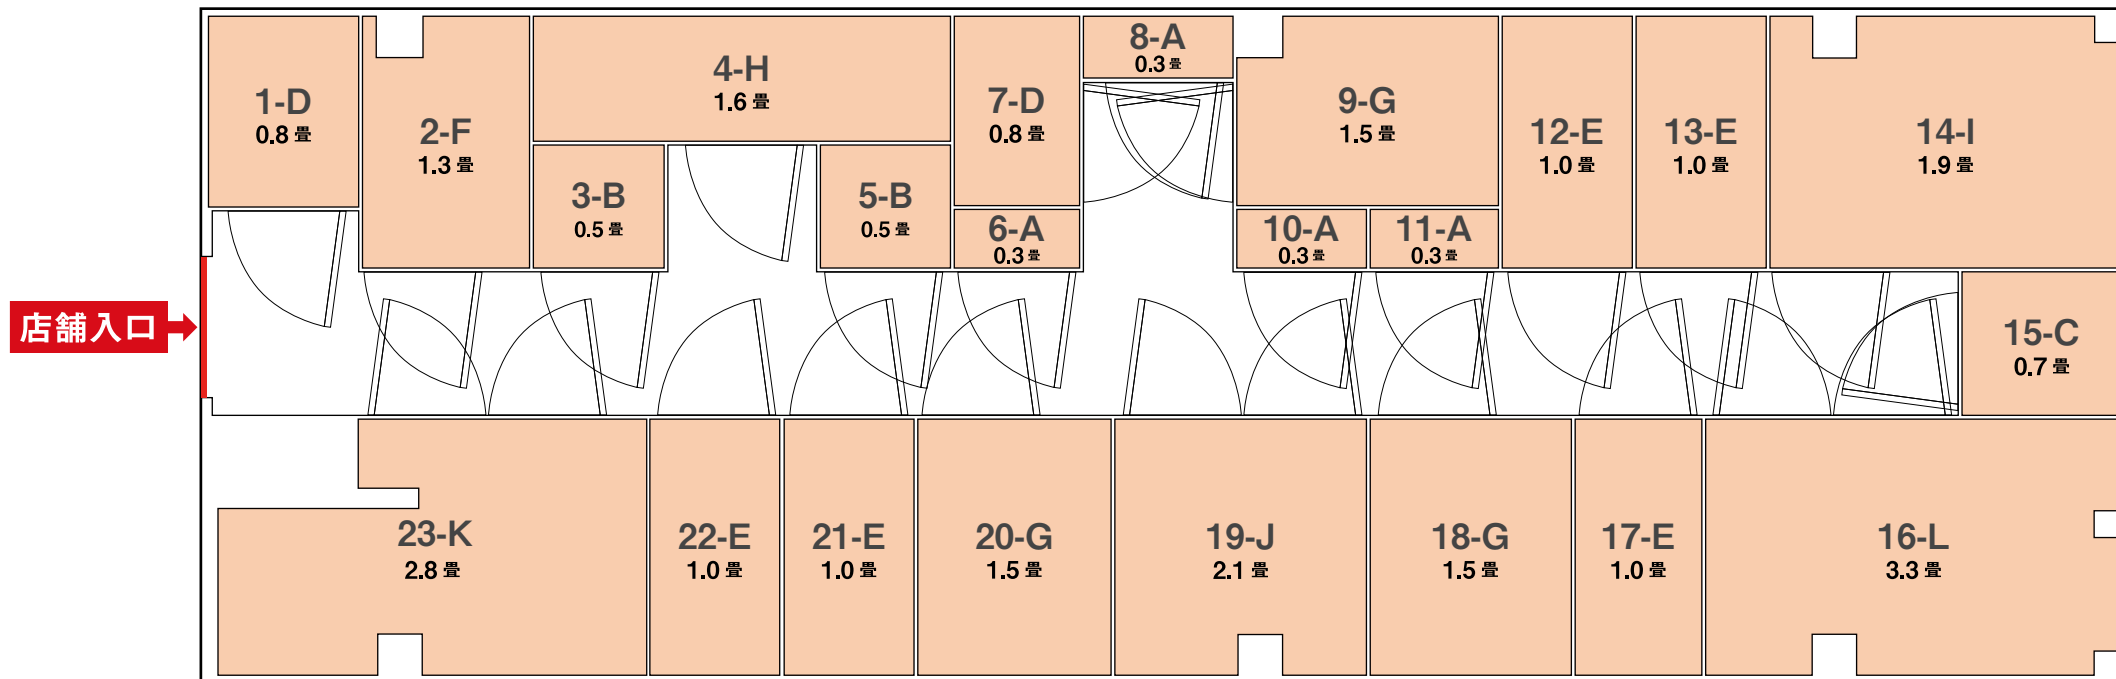 店舗入口
1-D
0.8 畳
2-F
1.3 畳
3-B
0.5 畳
4-H
1.6 畳
5-B
0.5 畳
6-A
0.3 畳
7-D
0.8 畳
8-A
0.3 畳
9-G
1.5 畳
10-A
0.3 畳
11-A
0.3 畳
12-E
1.0 畳
13-E
1.0 畳
14-I
1.9 畳
15-C
0.7 畳
16-L
3.3 畳
17-E
1.0 畳
18-G
1.5 畳
19-J
2.1 畳
20-G
1.5 畳
21-E
1.0 畳
22-E
1.0 畳
23-K
2.8 畳